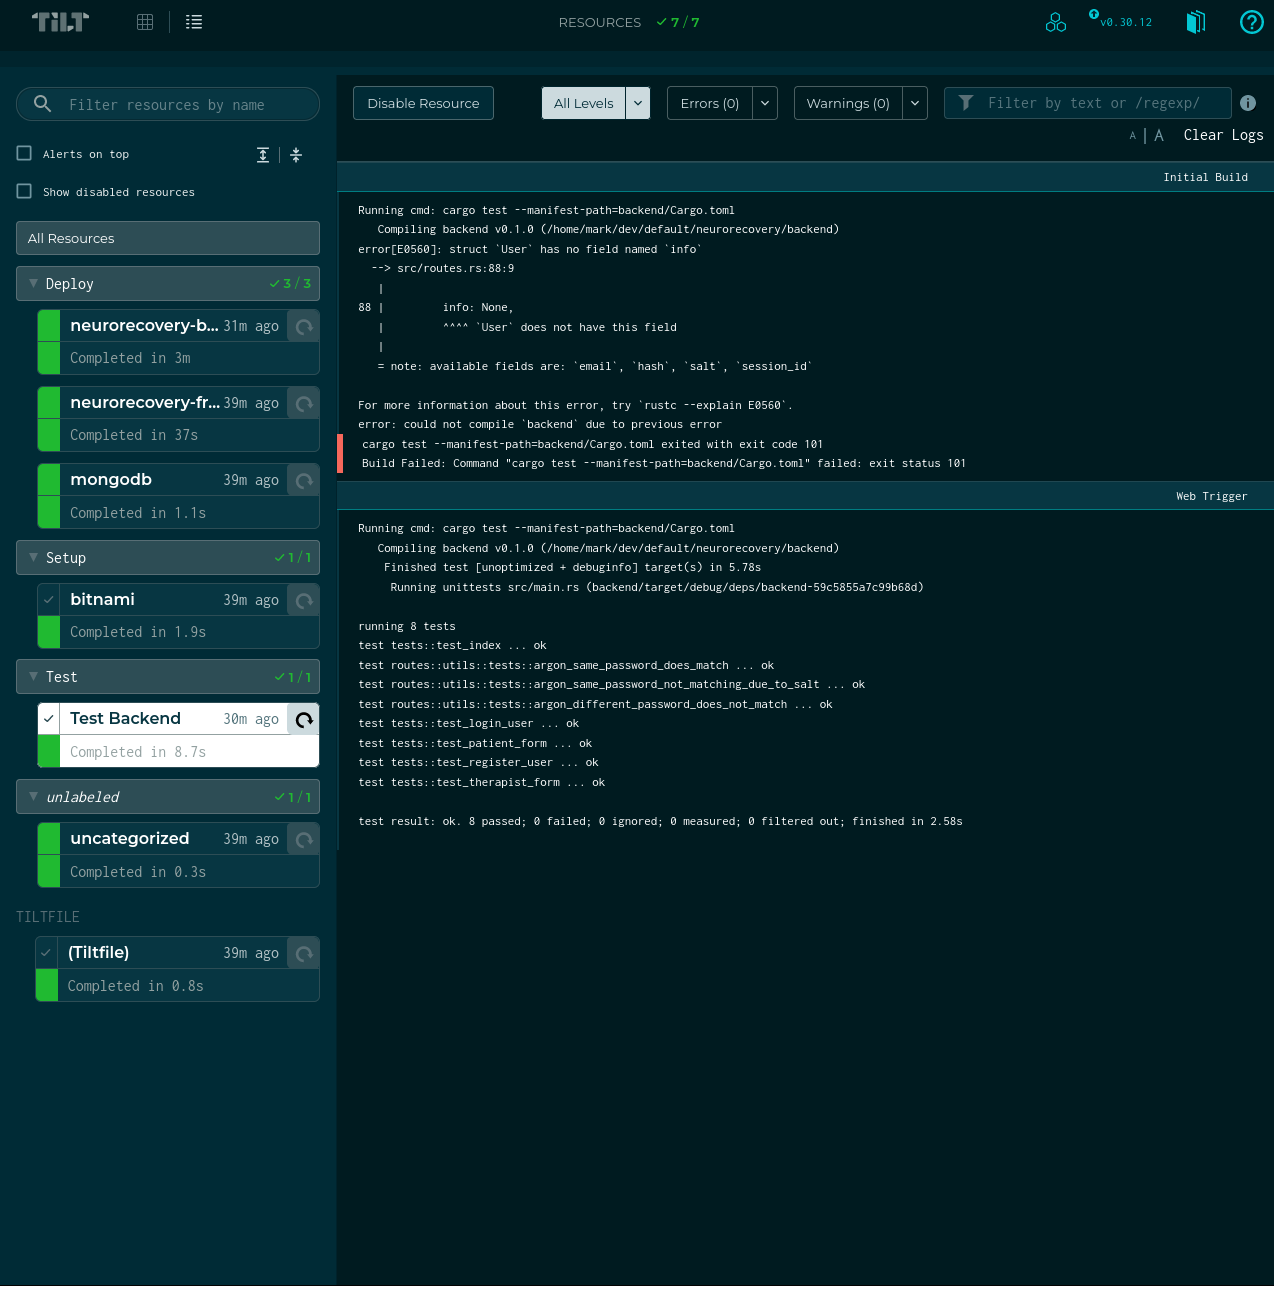 TILT
RESOURCES 7 / 7
v0.30.12
Filter resources by name
Alerts on top
Show disabled resources
All Resources
Deploy 3 / 3
neurorecovery-b... 31m ago
Completed in 3m
neurorecovery-fr... 39m ago
Completed in 37s
mongodb 39m ago
Completed in 1.1s
Setup 1 / 1
bitnami 39m ago
Completed in 1.9s
Test 1 / 1
Test Backend 30m ago
Completed in 8.7s
unlabeled 1 / 1
uncategorized 39m ago
Completed in 0.3s
TILTFILE
(Tiltfile) 39m ago
Completed in 0.8s
Disable Resource
All Levels
Errors (0)
Warnings (0)
Filter by text or /regexp/
A | A Clear Logs
Initial Build
Running cmd: cargo test --manifest-path=backend/Cargo.toml
Compiling backend v0.1.0 (/home/mark/dev/default/neurorecovery/backend)
error[E0560]: struct `User` has no field named `info`
--> src/routes.rs:88:9
|
88 | info: None,
| ^^^^ `User` does not have this field
|
= note: available fields are: `email`, `hash`, `salt`, `session_id`
For more information about this error, try `rustc --explain E0560`.
error: could not compile `backend` due to previous error
cargo test --manifest-path=backend/Cargo.toml exited with exit code 101
Build Failed: Command "cargo test --manifest-path=backend/Cargo.toml" failed: exit status 101
Web Trigger
Running cmd: cargo test --manifest-path=backend/Cargo.toml
Compiling backend v0.1.0 (/home/mark/dev/default/neurorecovery/backend)
Finished test [unoptimized + debuginfo] target(s) in 5.78s
Running unittests src/main.rs (backend/target/debug/deps/backend-59c5855a7c99b68d)
running 8 tests
test tests::test_index ... ok
test routes::utils::tests::argon_same_password_does_match ... ok
test routes::utils::tests::argon_same_password_not_matching_due_to_salt ... ok
test routes::utils::tests::argon_different_password_does_not_match ... ok
test tests::test_login_user ... ok
test tests::test_patient_form ... ok
test tests::test_register_user ... ok
test tests::test_therapist_form ... ok
test result: ok. 8 passed; 0 failed; 0 ignored; 0 measured; 0 filtered out; finished in 2.58s